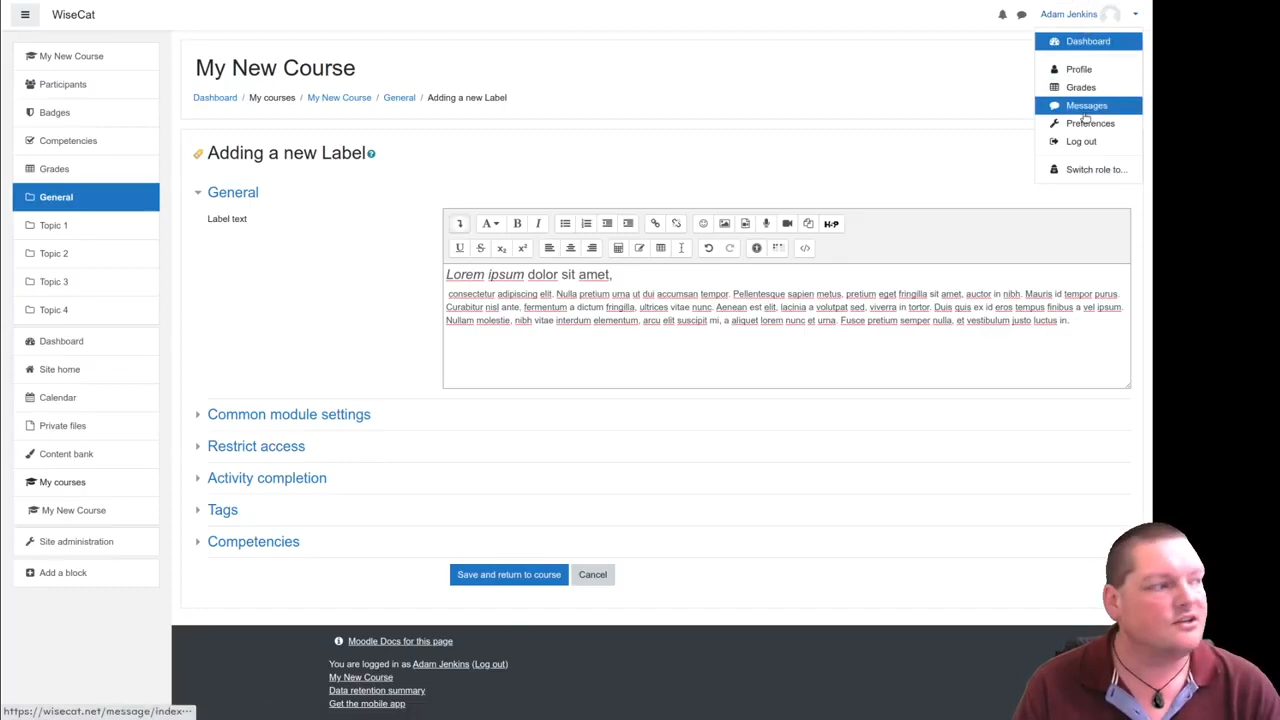 WiseCat
Adam Jenkins
My New Course
Participants
Badges
Competencies
Grades
General
Topic 1
Topic 2
Topic 3
Topic 4
Dashboard
Site home
Calendar
Private files
Content bank
My courses
My New Course
Site administration
Add a block
My New Course
Dashboard / My courses / My New Course / General / Adding a new Label
Dashboard
Profile
Grades
Messages
Preferences
Log out
Switch role to...
Adding a new Label
General
Label text
A B I H-P
U S x₂ x²
Lorem ipsum dolor sit amet,
consectetur adipiscing elit. Nulla pretium urna ut dui accumsan tempor. Pellentesque sapien metus, pretium eget fringilla sit amet, auctor in nibh. Mauris id tempor purus.
Curabitur nisl ante, fermentum a dictum fringilla, ultrices vitae nunc. Aenean est elit, lacinia a volutpat sed, viverra in tortor. Duis quis ex id eros tempus finibus a vel ipsum.
Nullam molestie, nibh vitae interdum elementum, arcu elit suscipit mi, a aliquet lorem nunc et urna. Fusce pretium semper nulla, et vestibulum justo luctus in.
Common module settings
Restrict access
Activity completion
Tags
Competencies
Save and return to course Cancel
Moodle Docs for this page
You are logged in as Adam Jenkins (Log out)
My New Course
Data retention summary
Get the mobile app
https://wisecat.net/message/index…